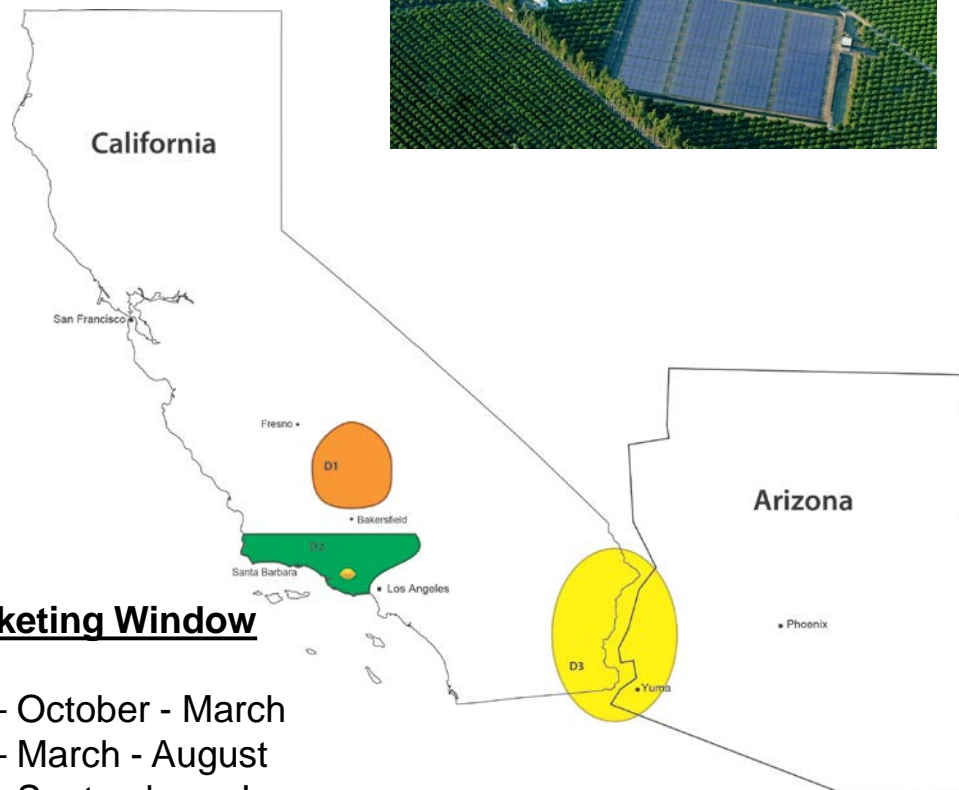 California
San Francisco
Fresno
D1
Bakersfield
D2
Santa Barbara
Los Angeles
Arizona
Phoenix
D3
Yuma
keting Window
– October - March
– March - August